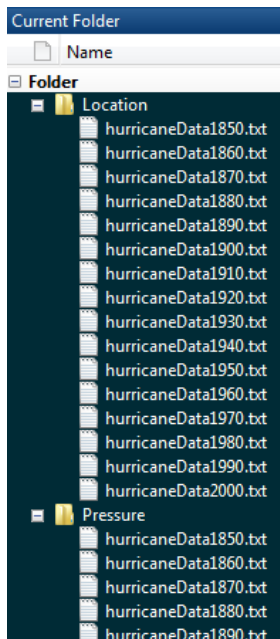 Current Folder
Name
Folder
Location
hurricaneData1850.txt
hurricaneData1860.txt
hurricaneData1870.txt
hurricaneData1880.txt
hurricaneData1890.txt
hurricaneData1900.txt
hurricaneData1910.txt
hurricaneData1920.txt
hurricaneData1930.txt
hurricaneData1940.txt
hurricaneData1950.txt
hurricaneData1960.txt
hurricaneData1970.txt
hurricaneData1980.txt
hurricaneData1990.txt
hurricaneData2000.txt
Pressure
hurricaneData1850.txt
hurricaneData1860.txt
hurricaneData1870.txt
hurricaneData1880.txt
hurricaneData1890.txt